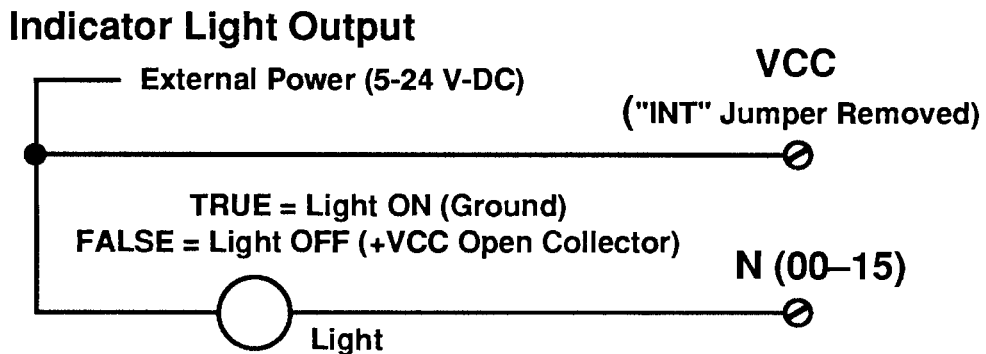 Indicator Light Output
External Power (5-24 V-DC)
VCC
("INT" Jumper Removed)
TRUE = Light ON (Ground)
FALSE = Light OFF (+VCC Open Collector)
N (00–15)
Light